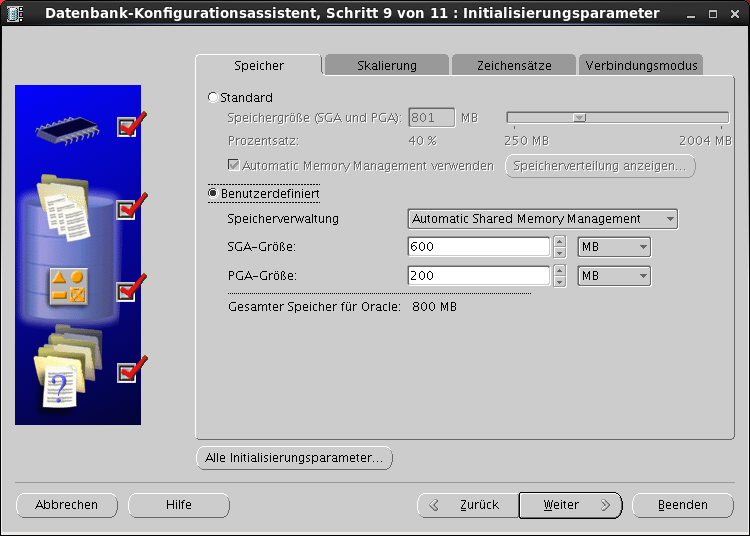 Datenbank-Konfigurationsassistent, Schritt 9 von 11 : Initialisierungsparameter
Speicher Skalierung Zeichensätze Verbindungsmodus
Standard
Speichergröße (SGA und PGA): 801 MB
Prozentsatz: 40 % 250 MB 2004 MB
Automatic Memory Management verwenden Speicherverteilung anzeigen...
Benutzerdefiniert
Speicherverwaltung Automatic Shared Memory Management
SGA-Größe: 600 MB
PGA-Größe: 200 MB
Gesamter Speicher für Oracle: 800 MB
?
Alle Initialisierungsparameter...
Abbrechen Hilfe Zurück Weiter Beenden